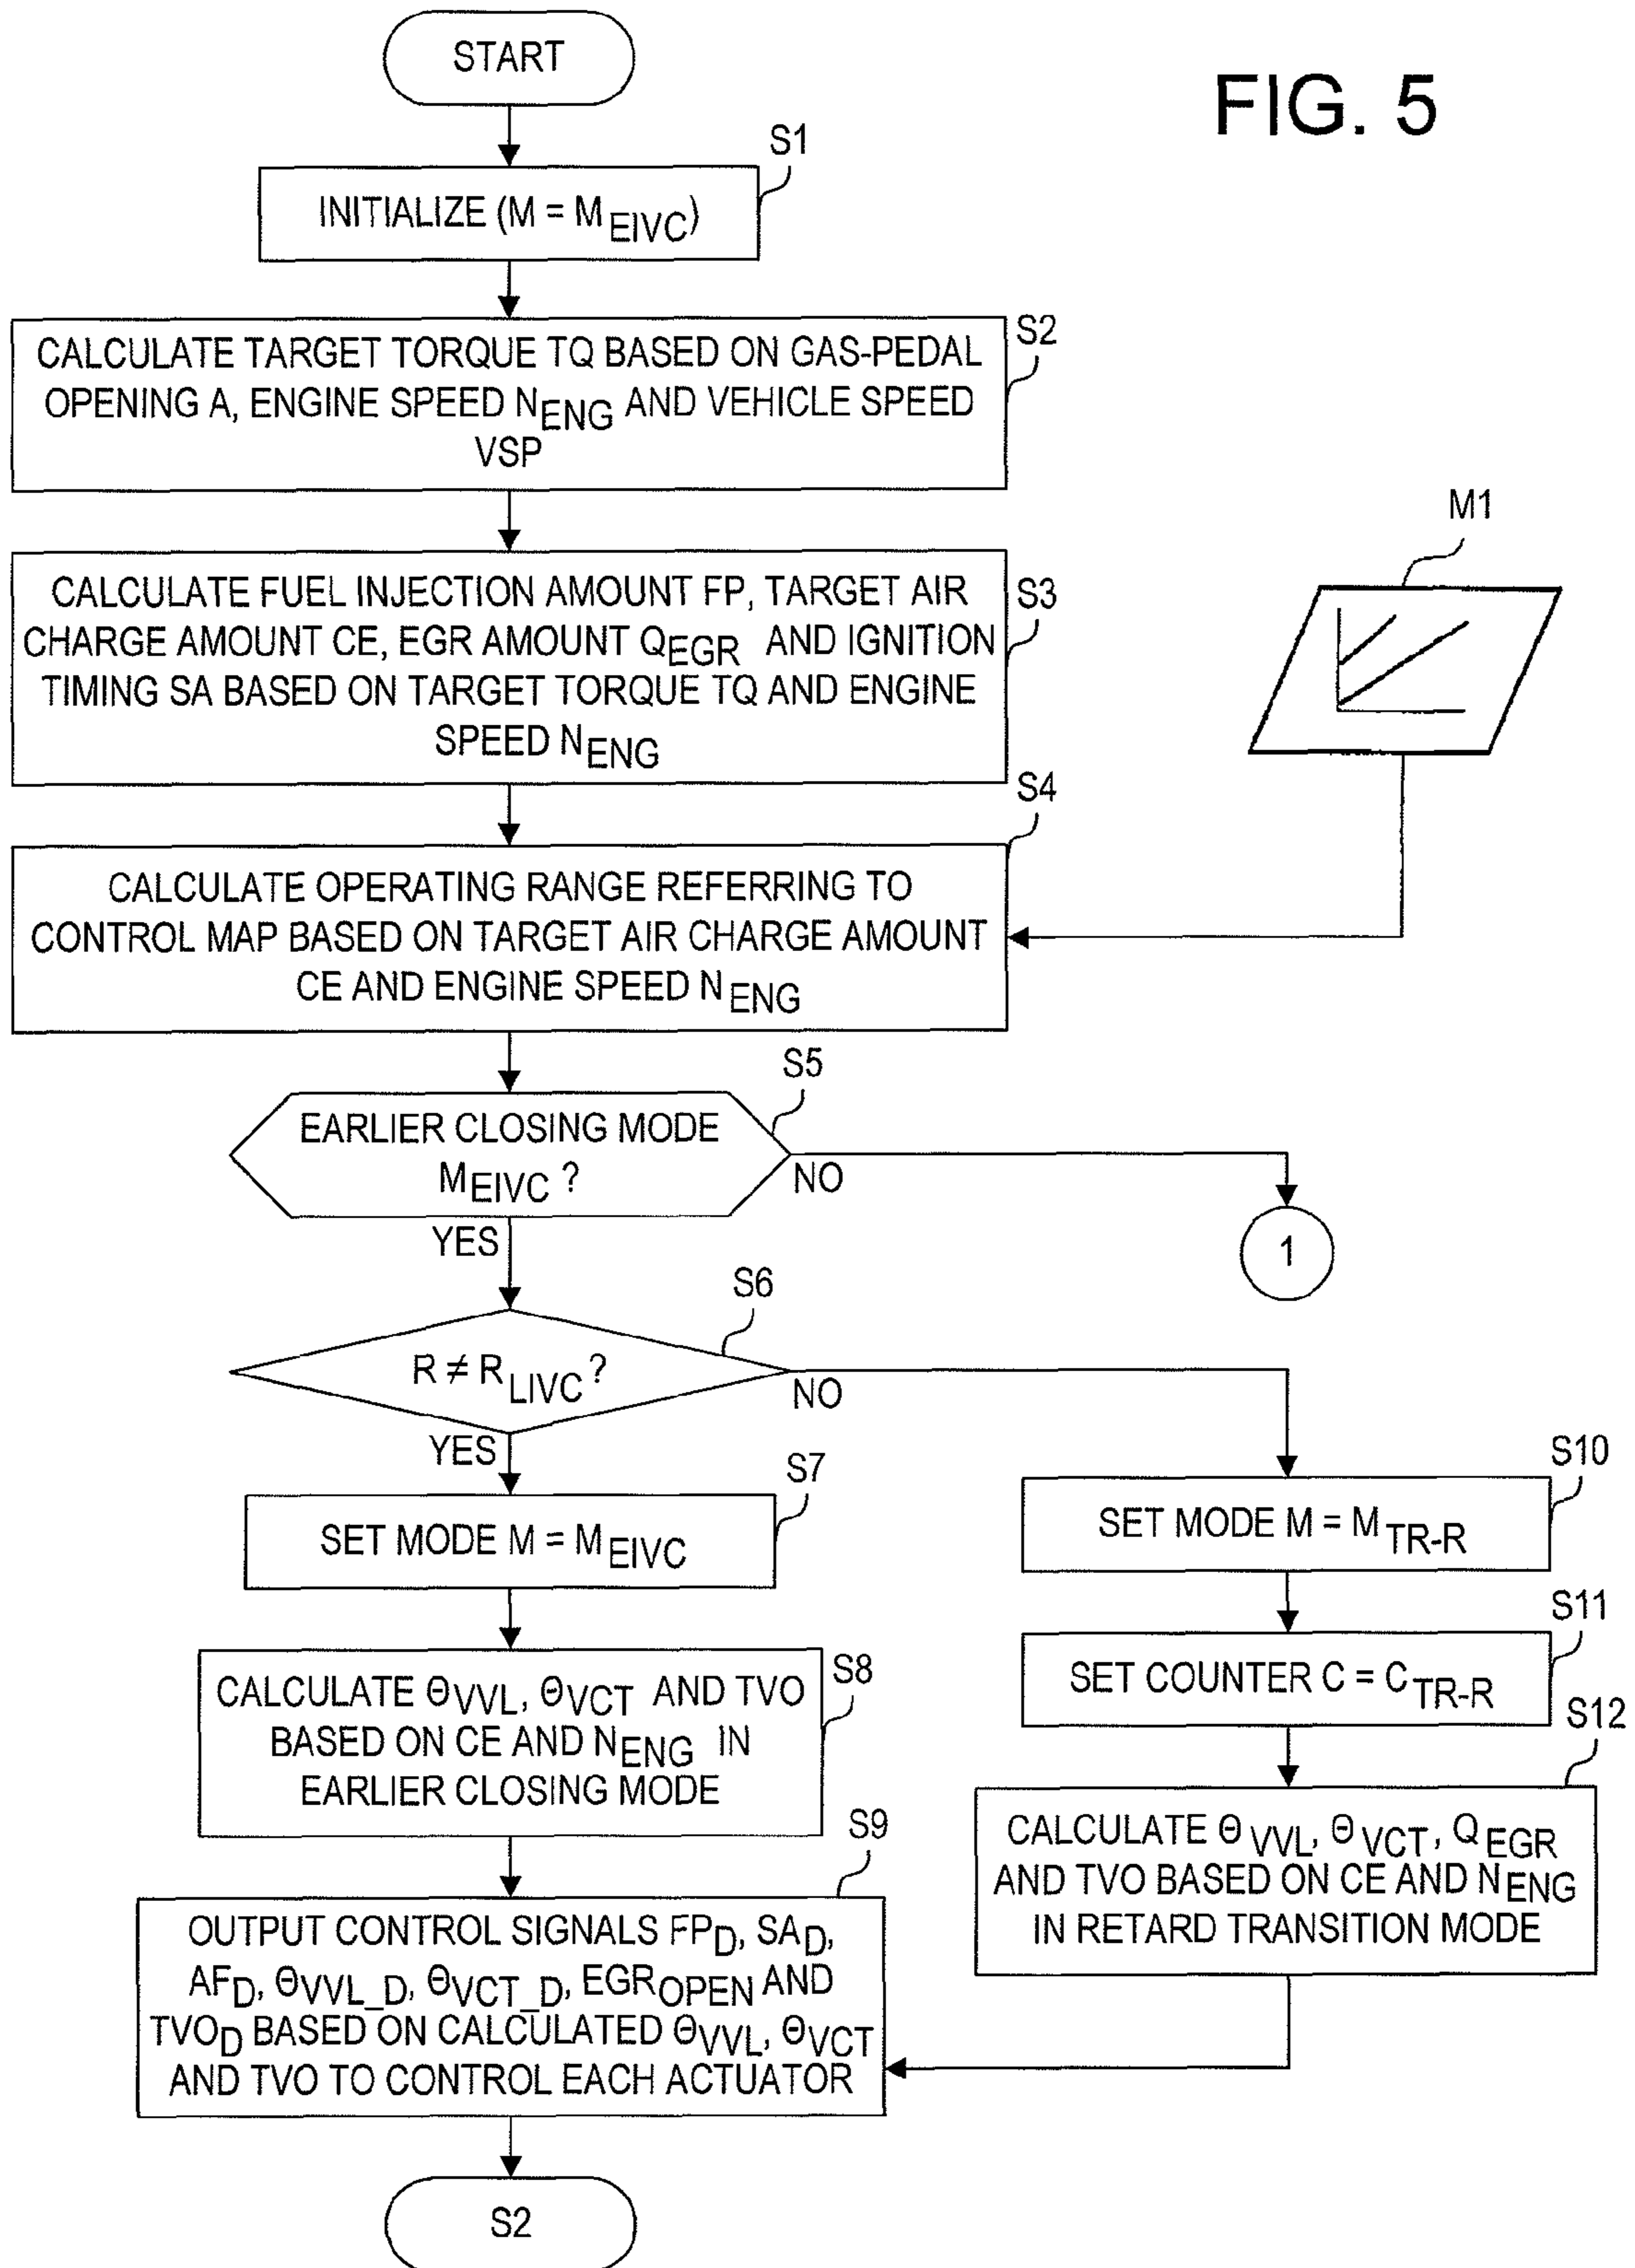 START
FIG. 5
S1
INITIALIZE (M = M EIVC)
S2
CALCULATE TARGET TORQUE TQ BASED ON GAS-PEDAL
OPENING A, ENGINE SPEED NENG AND VEHICLE SPEED
VSP
M1
S3
CALCULATE FUEL INJECTION AMOUNT FP, TARGET AIR
CHARGE AMOUNT CE, EGR AMOUNT QEGR AND IGNITION
TIMING SA BASED ON TARGET TORQUE TQ AND ENGINE
SPEED NENG
S4
CALCULATE OPERATING RANGE REFERRING TO
CONTROL MAP BASED ON TARGET AIR CHARGE AMOUNT
CE AND ENGINE SPEED NENG
S5
EARLIER CLOSING MODE
MEIVC ?
NO
YES
1
S6
R ≠ RLIVC ?
NO
YES
S7
SET MODE M = MEIVC
S8
CALCULATE ΘVVL, ΘVCT AND TVO
BASED ON CE AND NENG IN
EARLIER CLOSING MODE
S9
OUTPUT CONTROL SIGNALS FPD, SAD,
AFD, ΘVVL_D, ΘVCT_D, EGROPEN AND
TVOD BASED ON CALCULATED ΘVVL, ΘVCT
AND TVO TO CONTROL EACH ACTUATOR
S10
SET MODE M = MTR-R
S11
SET COUNTER C = CTR-R
S12
CALCULATE ΘVVL, ΘVCT, QEGR
AND TVO BASED ON CE AND NENG
IN RETARD TRANSITION MODE
S2